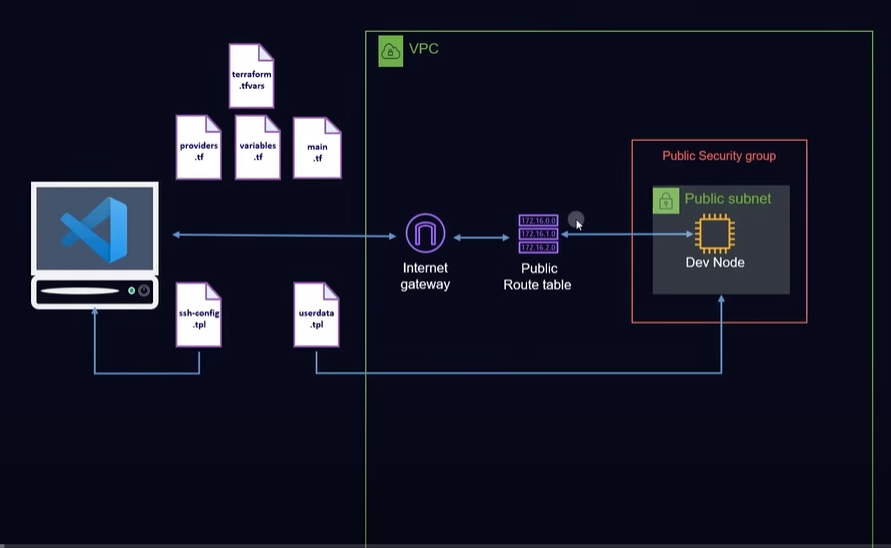 VPC
terraform
.tfvars
providers
.tf
variables
.tf
main
.tf
Public Security group
Public subnet
172.16.0.0
172.16.1.0
172.16.2.0
Dev Node
Internet
gateway
Public
Route table
ssh-config
.tpl
userdata
.tpl